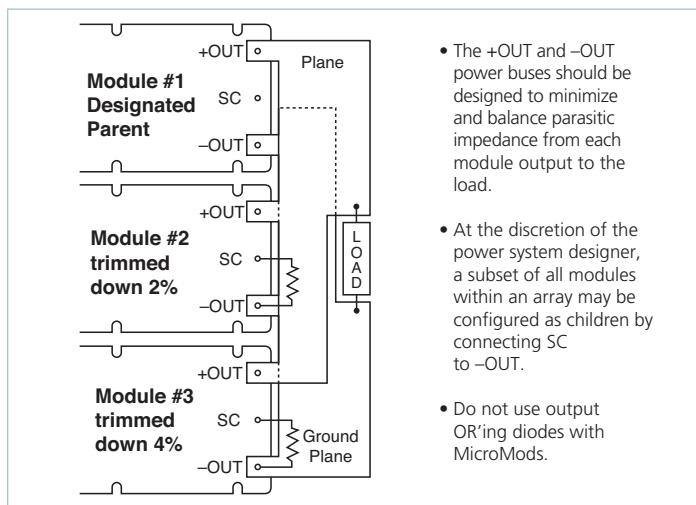 +OUT
Plane
Module #1
Designated
Parent
SC
–OUT
+OUT
Module #2
trimmed
down 2%
SC
–OUT
LOAD
+OUT
Module #3
trimmed
down 4%
SC
Ground
Plane
–OUT
• The +OUT and –OUT
power buses should be
designed to minimize
and balance parasitic
impedance from each
module output to the
load.
• At the discretion of the
power system designer,
a subset of all modules
within an array may be
configured as children by
connecting SC
to –OUT.
• Do not use output
OR’ing diodes with
MicroMods.